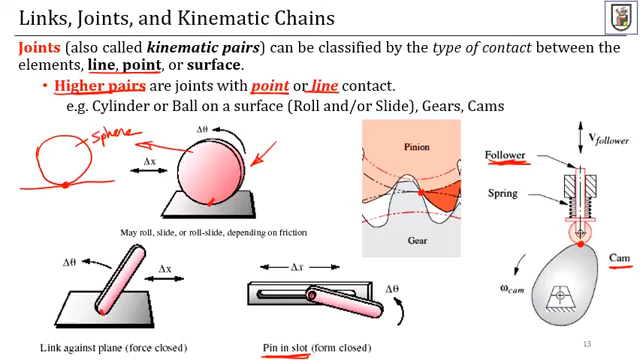 Links, Joints, and Kinematic Chains
Joints (also called kinematic pairs) can be classified by the type of contact between the
elements, line, point, or surface.
• Higher pairs are joints with point or line contact.
e.g. Cylinder or Ball on a surface (Roll and/or Slide), Gears, Cams
Sphere
Δθ
Δx
May roll, slide, or roll-slide, depending on friction
Pinion
Gear
V follower
Follower
Spring
Cam
ω cam
Δθ
Δx
Link against plane (force closed)
Δx
Δθ
Pin in slot (form closed)
13